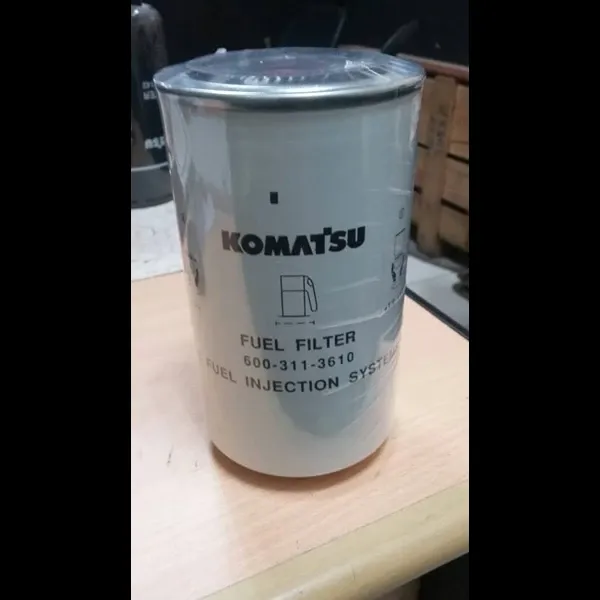 KOMATSU
FUEL FILTER
600-311-3610
FUEL INJECTION SYSTEM